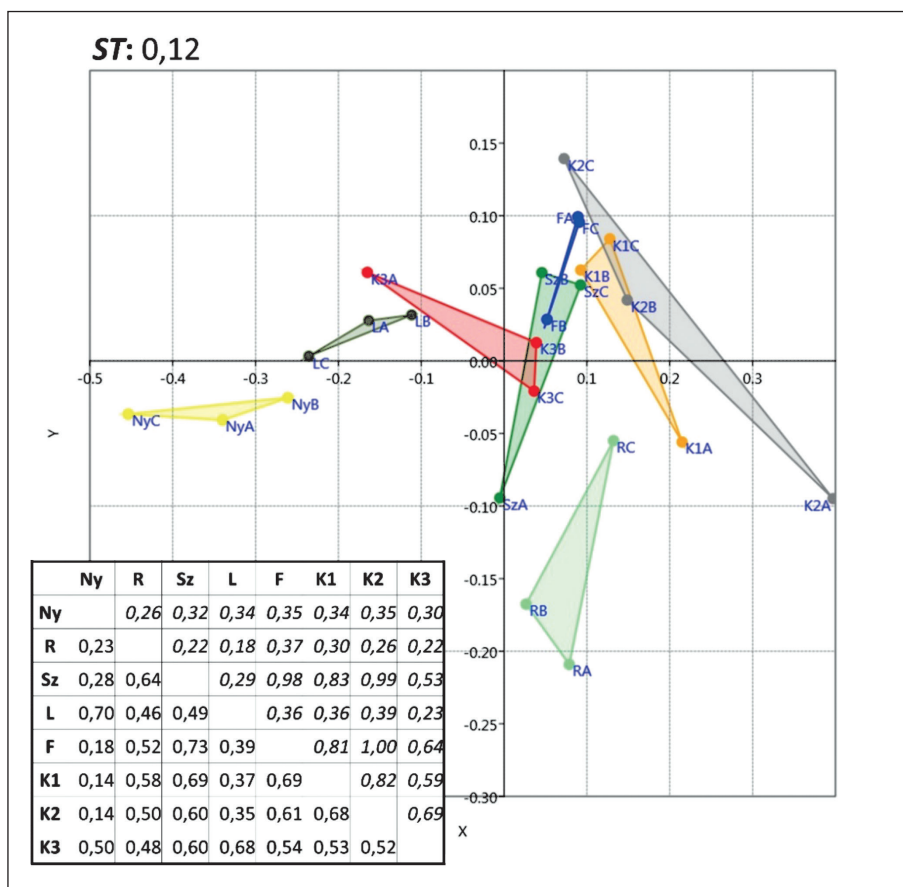 ST: 0,12
0.15
K2C
0.10
FA
FC
K1C
K3A
0.05
SzB
K1B
SzC
K2B
LA
LB
FB
LC
K3B
0.00
-0.5
-0.4
-0.3
-0.2
-0.1
0.1
0.2
0.3
NyB
K3C
NyC
NyA
Y
-0.05
RC
K1A
-0.10
SzA
K2A
-0.15
RB
-0.20
RA
-0.25
-0.30
X
Ny R Sz L F K1 K2 K3
Ny 0,26 0,32 0,34 0,35 0,34 0,35 0,30
R 0,23 0,22 0,18 0,37 0,30 0,26 0,22
Sz 0,28 0,64 0,29 0,98 0,83 0,99 0,53
L 0,70 0,46 0,49 0,36 0,36 0,39 0,23
F 0,18 0,52 0,73 0,39 0,81 1,00 0,64
K1 0,14 0,58 0,69 0,37 0,69 0,82 0,59
K2 0,14 0,50 0,60 0,35 0,61 0,68 0,69
K3 0,50 0,48 0,60 0,68 0,54 0,53 0,52